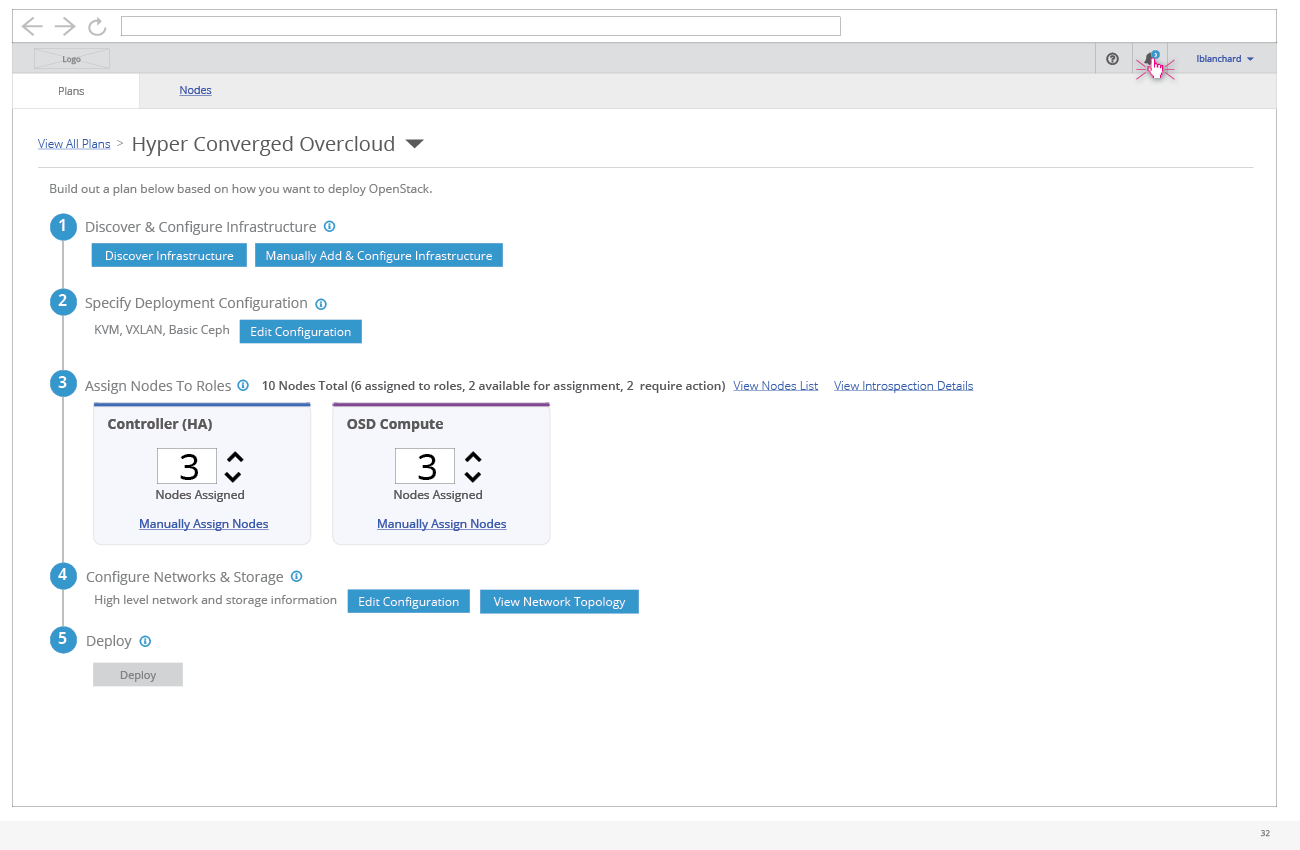 Logo
3
lblanchard
Plans
Nodes
View All Plans > Hyper Converged Overcloud
Build out a plan below based on how you want to deploy OpenStack.
1 Discover & Configure Infrastructure
Discover Infrastructure
Manually Add & Configure Infrastructure
2 Specify Deployment Configuration
KVM, VXLAN, Basic Ceph
Edit Configuration
3 Assign Nodes To Roles
10 Nodes Total (6 assigned to roles, 2 available for assignment, 2 require action)
View Nodes List
View Introspection Details
Controller (HA)
3
Nodes Assigned
Manually Assign Nodes
OSD Compute
3
Nodes Assigned
Manually Assign Nodes
4 Configure Networks & Storage
High level network and storage information
Edit Configuration
View Network Topology
5 Deploy
Deploy
32